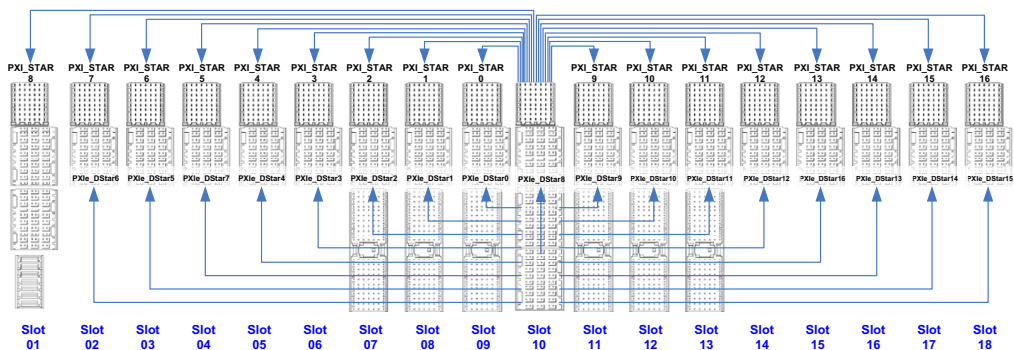 PXI_STAR PXI_STAR PXI_STAR PXI_STAR PXI_STAR PXI_STAR PXI_STAR PXI_STAR PXI_STAR PXI_STAR PXI_STAR PXI_STAR PXI_STAR PXI_STAR PXI_STAR PXI_STAR PXI_STAR
8 7 6 5 4 3 2 1 0 9 10 11 12 13 14 15 16
PXIe_DStar6 PXIe_DStar5 PXIe_DStar7 PXIe_DStar4 PXIe_DStar3 PXIe_DStar2 PXIe_DStar1 PXIe_DStar0 PXIe_DStar8 PXIe_DStar9 PXIe_DStar10 PXIe_DStar11 PXIe_DStar12 PXIe_DStar16 PXIe_DStar13 PXIe_DStar14 PXIe_DStar15
Slot Slot Slot Slot Slot Slot Slot Slot Slot Slot Slot Slot Slot Slot Slot Slot Slot Slot
01 02 03 04 05 06 07 08 09 10 11 12 13 14 15 16 17 18